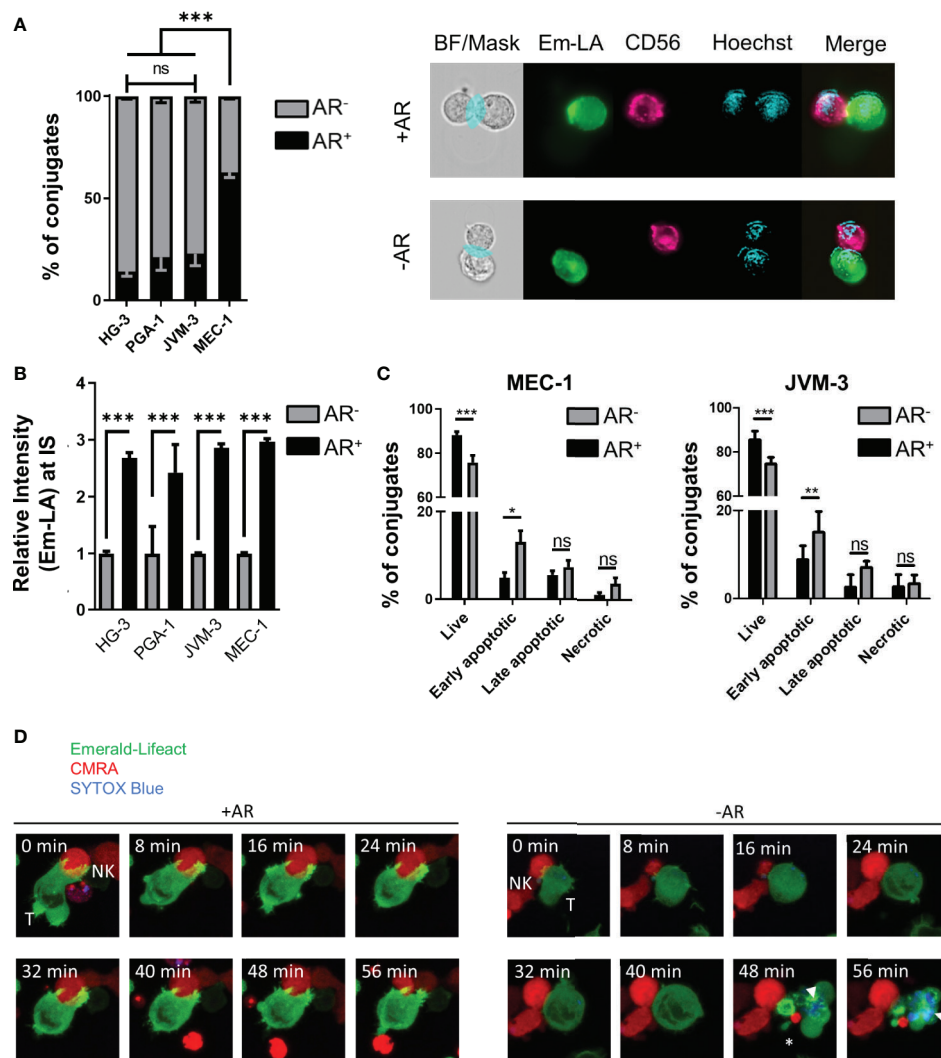 A
***
ns
100
50
0
% of conjugates
AR-
AR+
HG-3
PGA-1
JVM-3
MEC-1
BF/Mask Em-LA CD56 Hoechst Merge
+AR
-AR
B
Relative Intensity
(Em-LA) at IS
4
3
2
1
0
*** *** *** ***
AR-
AR+
HG-3
PGA-1
JVM-3
MEC-1
C
MEC-1
% of conjugates
100
80
60
20
0
***
*
ns
ns
AR-
AR+
Live
Early apoptotic
Late apoptotic
Necrotic
JVM-3
% of conjugates
100
80
60
20
0
***
**
ns
ns
AR-
AR+
Live
Early apoptotic
Late apoptotic
Necrotic
D
Emerald-Lifeact
CMRA
SYTOX Blue
+AR
0 min 8 min 16 min 24 min
NK
T
32 min 40 min 48 min 56 min
-AR
0 min 8 min 16 min 24 min
NK
T
32 min 40 min 48 min 56 min
*